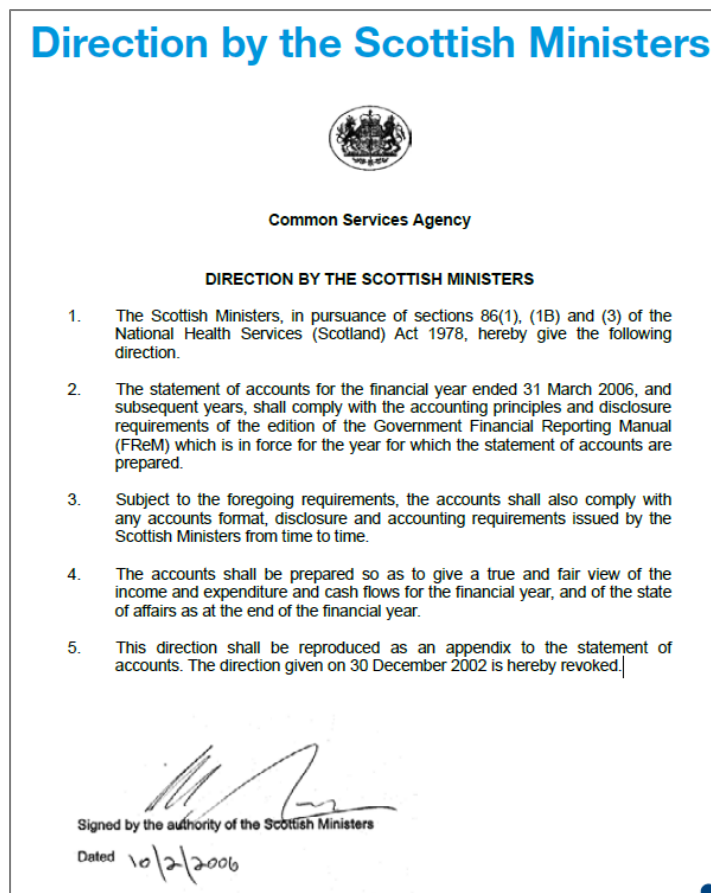 Direction by the Scottish Ministers
Common Services Agency
DIRECTION BY THE SCOTTISH MINISTERS
1. The Scottish Ministers, in pursuance of sections 86(1), (1B) and (3) of the
National Health Services (Scotland) Act 1978, hereby give the following
direction.
2. The statement of accounts for the financial year ended 31 March 2006, and
subsequent years, shall comply with the accounting principles and disclosure
requirements of the edition of the Government Financial Reporting Manual
(FReM) which is in force for the year for which the statement of accounts are
prepared.
3. Subject to the foregoing requirements, the accounts shall also comply with
any accounts format, disclosure and accounting requirements issued by the
Scottish Ministers from time to time.
4. The accounts shall be prepared so as to give a true and fair view of the
income and expenditure and cash flows for the financial year, and of the state
of affairs as at the end of the financial year.
5. This direction shall be reproduced as an appendix to the statement of
accounts. The direction given on 30 December 2002 is hereby revoked.
Signed by the authority of the Scottish Ministers
Dated 10/2/2006